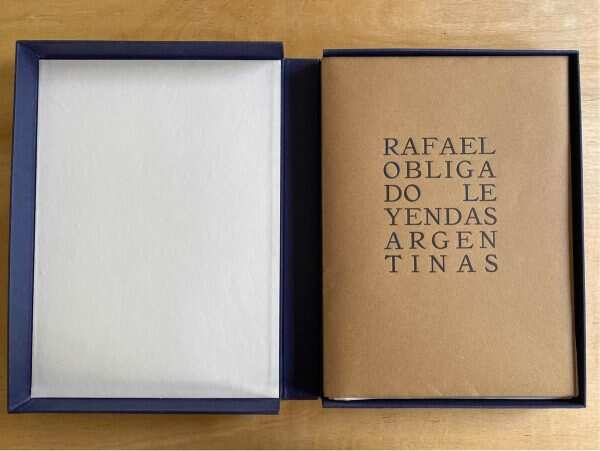 RAFAEL
OBLIGA
DO LE
YENDAS
ARGEN
TINAS